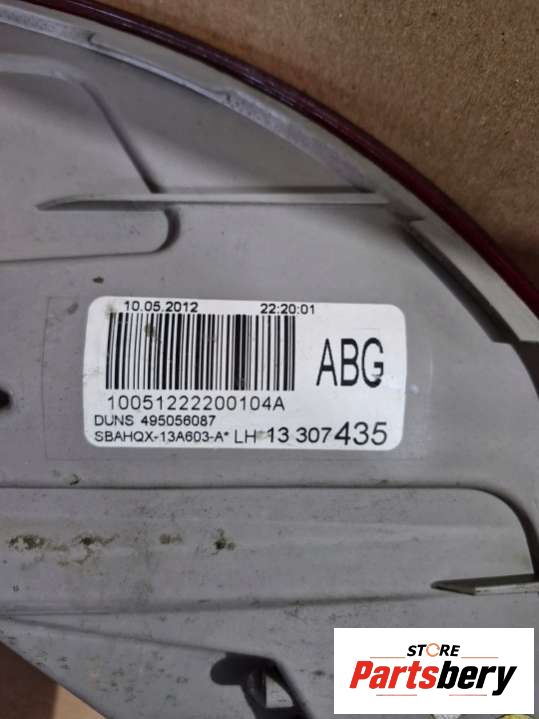 10.05.2012 22:20:01
ABG
10051222200104A
DUNS 495056087
SBAHQX-13A603-A* LH 13 307435
STORE
Partsbery